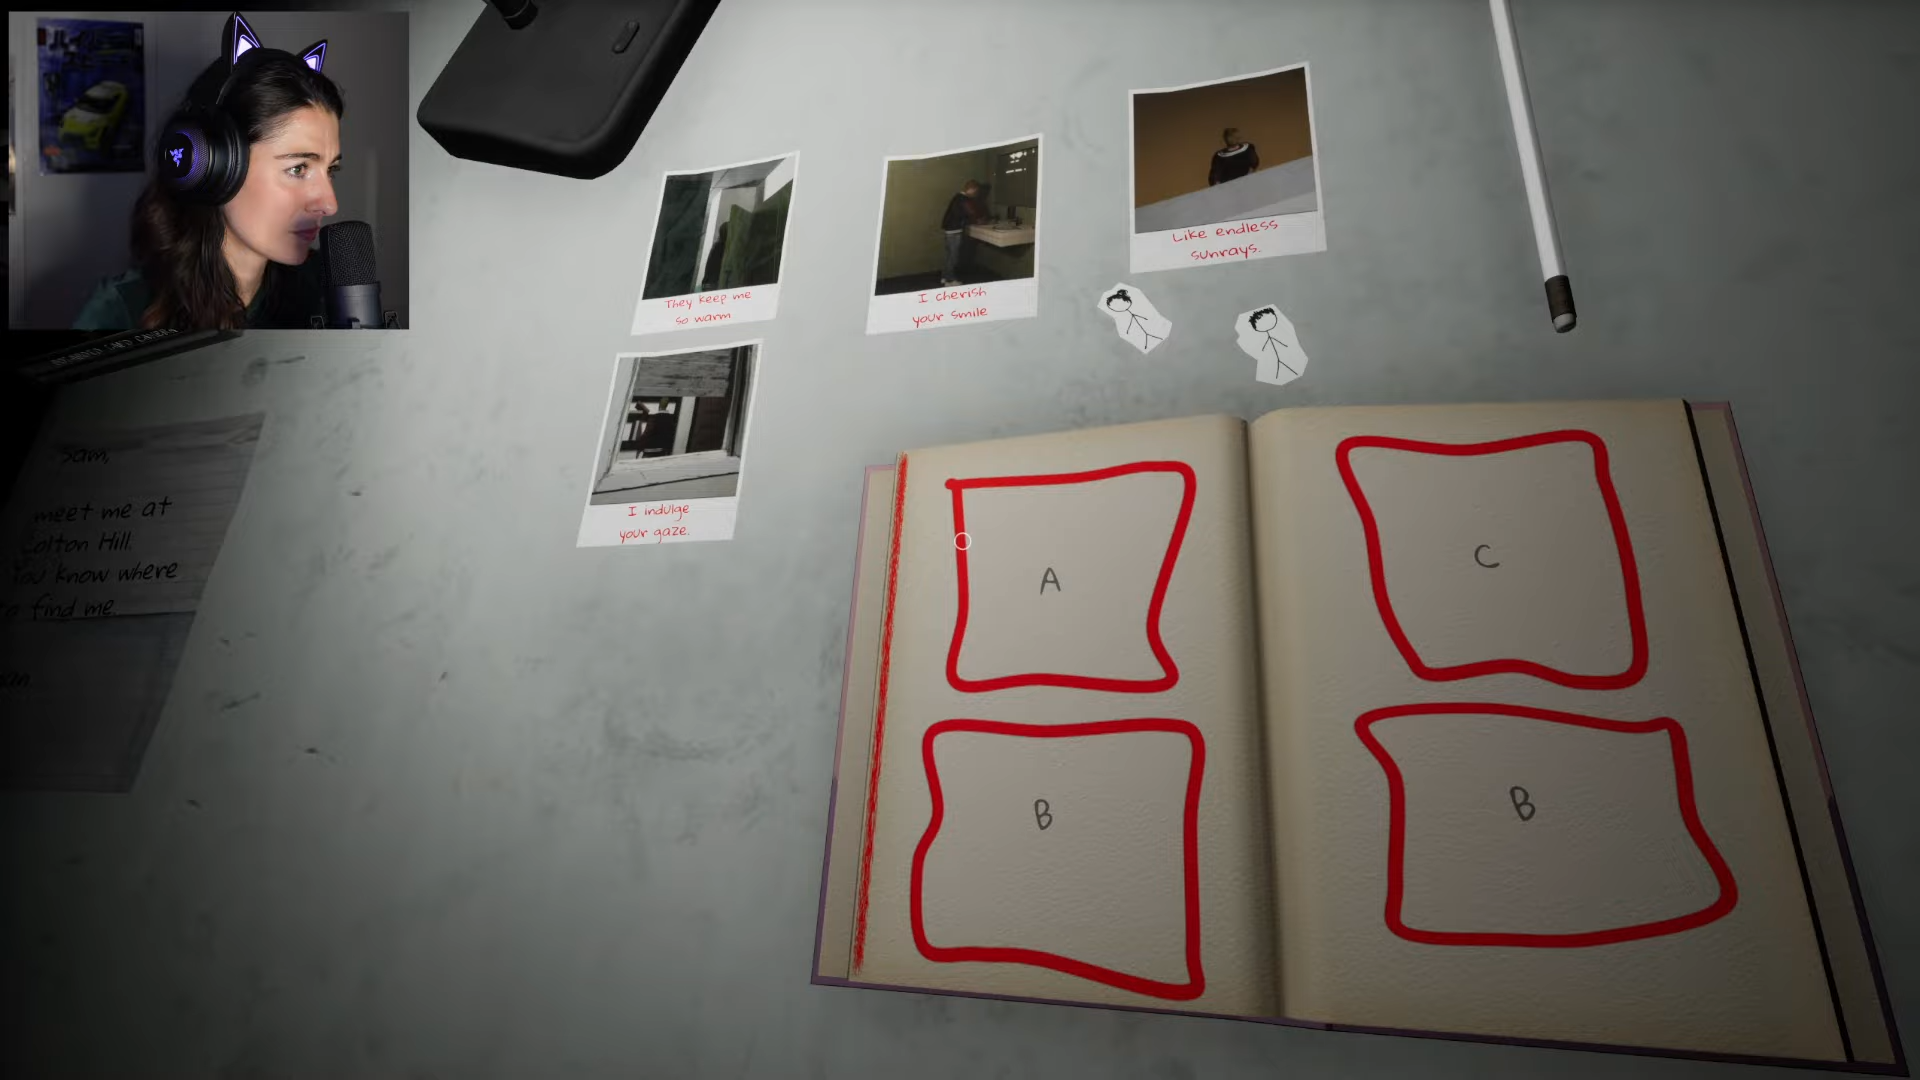 They keep me
so warm
I cherish
your smile
Like endless
sunrays.
I indulge
your gaze.
Sam,
meet me at
Colton Hill.
You know where
to find me.
A
B
C
B